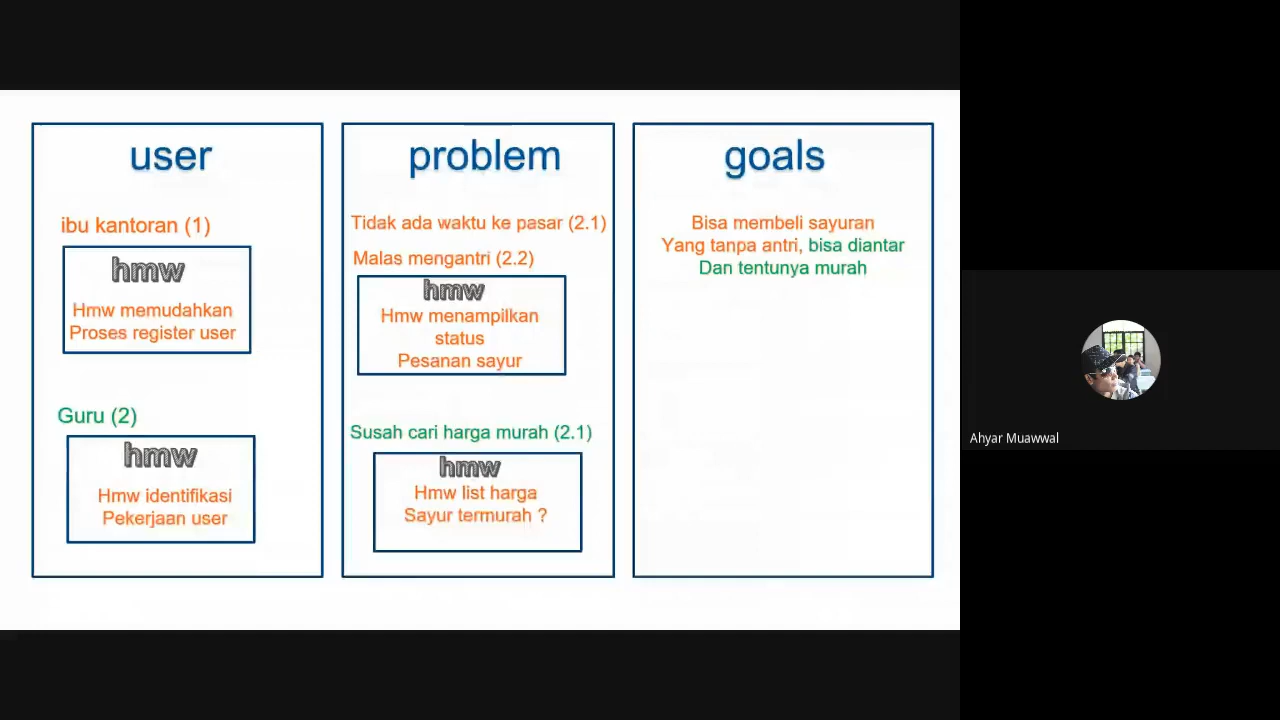 user
ibu kantoran (1)
hmw
Hmw memudahkan
Proses register user
Guru (2)
hmw
Hmw identifikasi
Pekerjaan user
problem
Tidak ada waktu ke pasar (2.1)
Malas mengantri (2.2)
hmw
Hmw menampilkan
status
Pesanan sayur
Susah cari harga murah (2.1)
hmw
Hmw list harga
Sayur termurah ?
goals
Bisa membeli sayuran
Yang tanpa antri, bisa diantar
Dan tentunya murah
Ahyar Muawwal